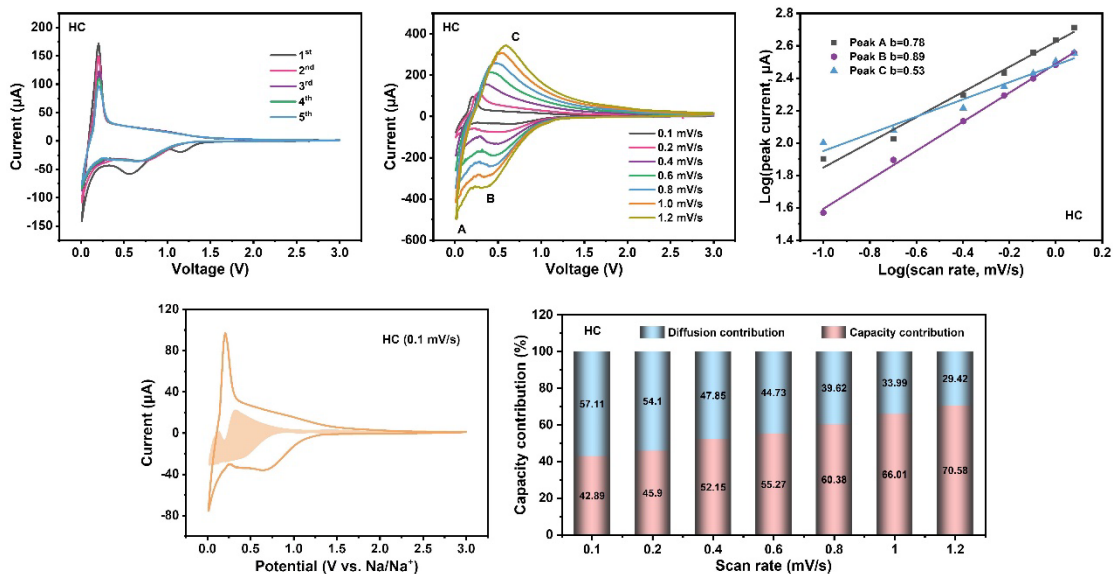 HC
1st
2nd
3rd
4th
5th
Current (μA)
200
150
100
50
0
-50
-100
-150
0.0 0.5 1.0 1.5 2.0 2.5 3.0
Voltage (V)
HC
C
B
A
0.1 mV/s
0.2 mV/s
0.4 mV/s
0.6 mV/s
0.8 mV/s
1.0 mV/s
1.2 mV/s
Current (μA)
400
200
0
-200
-400
-600
0.0 0.5 1.0 1.5 2.0 2.5 3.0
Voltage (V)
Peak A b=0.78
Peak B b=0.89
Peak C b=0.53
HC
Log(peak current, μA)
2.8
2.6
2.4
2.2
2.0
1.8
1.6
1.4
-1.0 -0.8 -0.6 -0.4 -0.2 0.0 0.2
Log(scan rate, mV/s)
HC (0.1 mV/s)
Current (μA)
120
80
40
0
-40
-80
0.0 0.5 1.0 1.5 2.0 2.5 3.0
Potential (V vs. Na/Na+)
HC Diffusion contribution Capacity contribution
Capacity contribution (%)
120
100
80
60
40
20
0
57.11 54.1 47.85 44.73 39.62 33.99 29.42
42.89 45.9 52.15 55.27 60.38 66.01 70.58
0.1 0.2 0.4 0.6 0.8 1 1.2
Scan rate (mV/s)